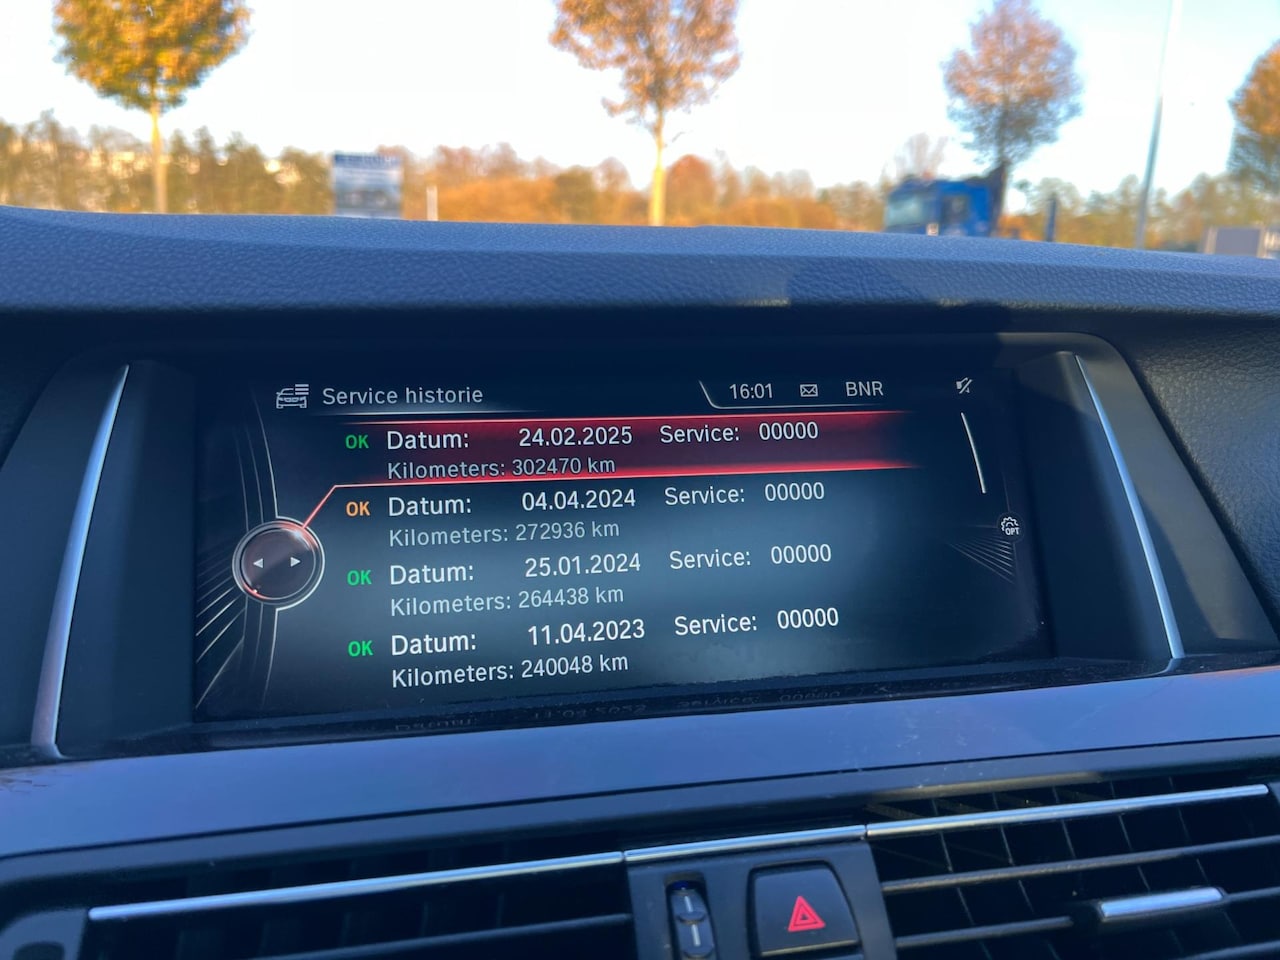 Service historie 16:01 BNR
OK Datum: 24.02.2025 Service: 00000
Kilometers: 302470 km
OK Datum: 04.04.2024 Service: 00000
Kilometers: 272936 km
OK Datum: 25.01.2024 Service: 00000
Kilometers: 264438 km
OK Datum: 11.04.2023 Service: 00000
Kilometers: 240048 km
OPT